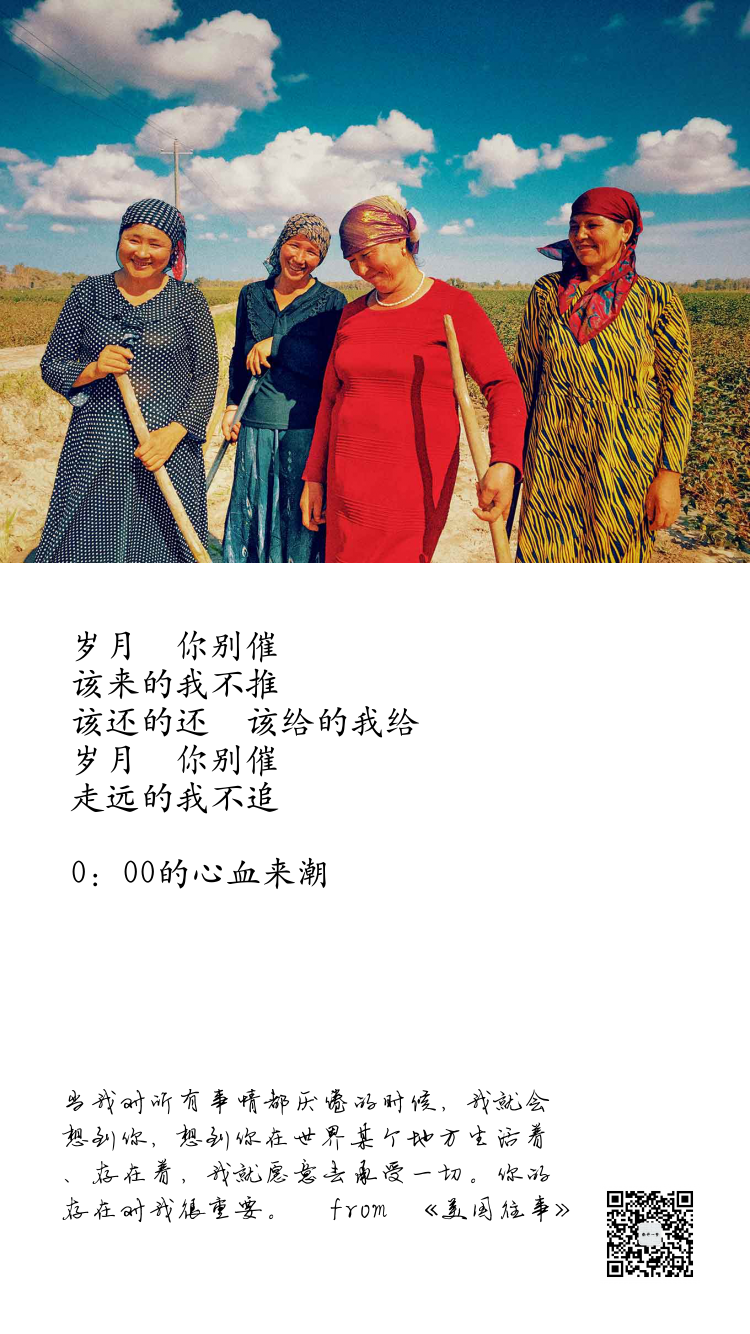 岁月　你别催
该来的我不推
该还的还　该给的我给
岁月　你别催
走远的我不追
0：00的心血来潮
当我对所有事情都厌倦的时候，我就会
想到你，想到你在世界某个地方生活着
、存在着，我就愿意去承受一切。你的
存在对我很重要。　from　《美国往事》